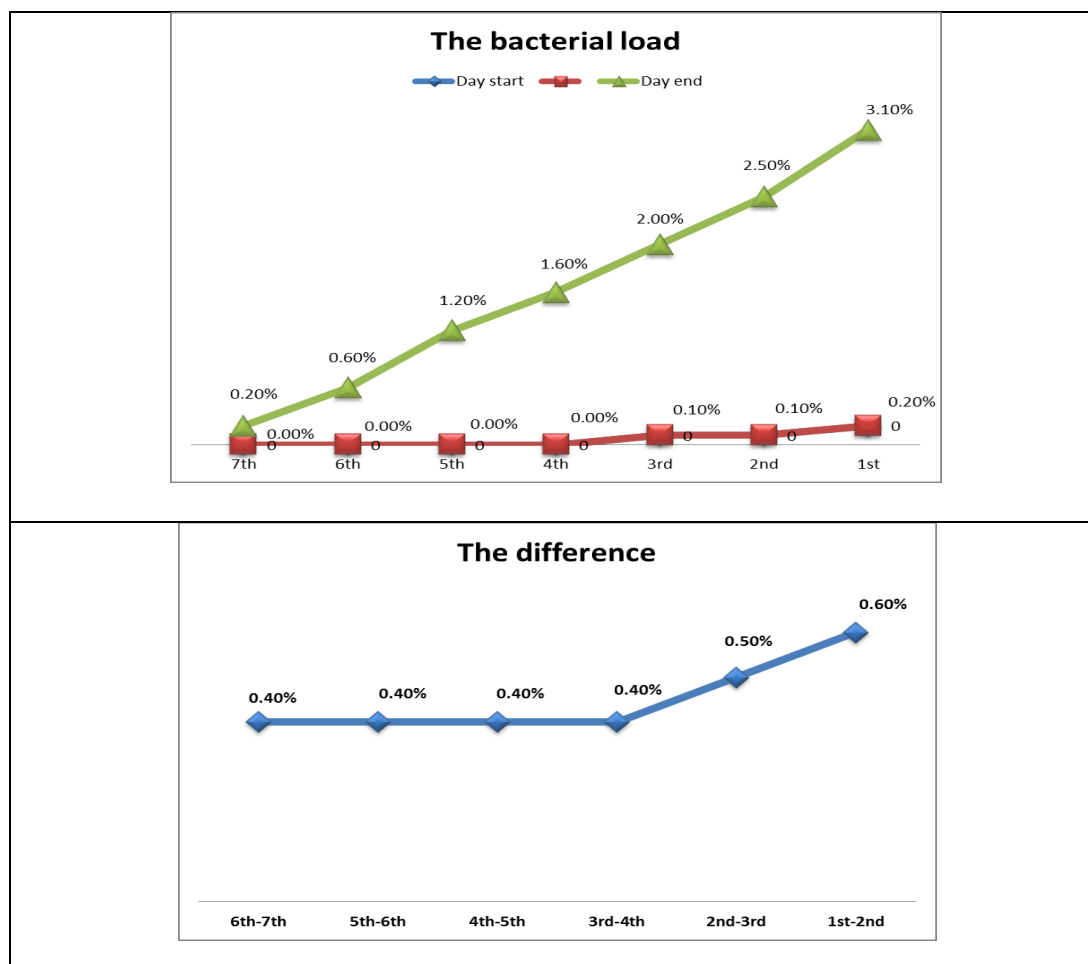 The bacterial load
Day start Day end
3.10%
2.50%
2.00%
1.60%
1.20%
0.60%
0.20%
0.00% 0.00% 0.00% 0.00% 0.10% 0.10% 0.20%
0 0 0 0 0 0 0
7th 6th 5th 4th 3rd 2nd 1st
The difference
0.60%
0.50%
0.40% 0.40% 0.40% 0.40%
6th-7th 5th-6th 4th-5th 3rd-4th 2nd-3rd 1st-2nd